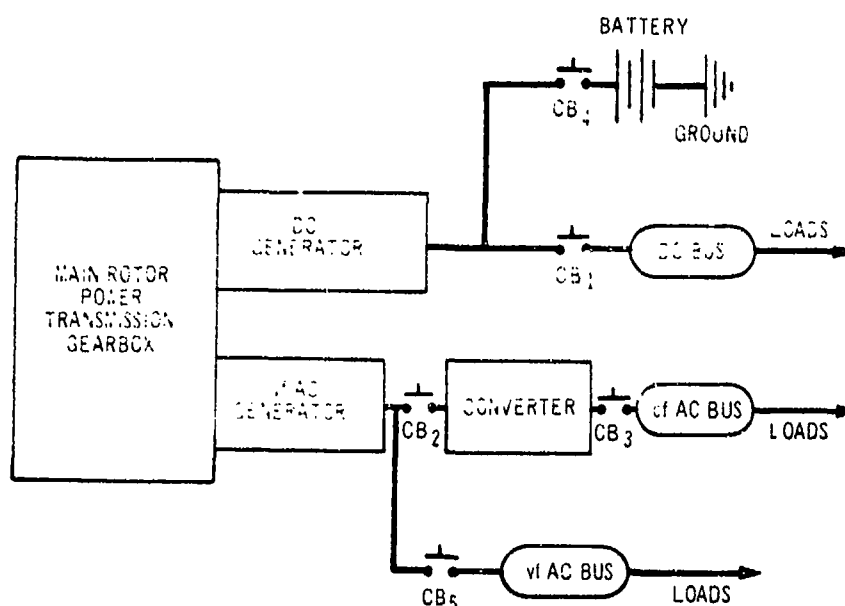 BATTERY
CB4
GROUND
DC
GENERATOR
LOADS
CB1
DC BUS
MAIN ROTOR
POWER
TRANSMISSION
GEARBOX
vf AC
GENERATOR
CB2
CONVERTER
CB3
cf AC BUS
LOADS
CB5
vf AC BUS
LOADS